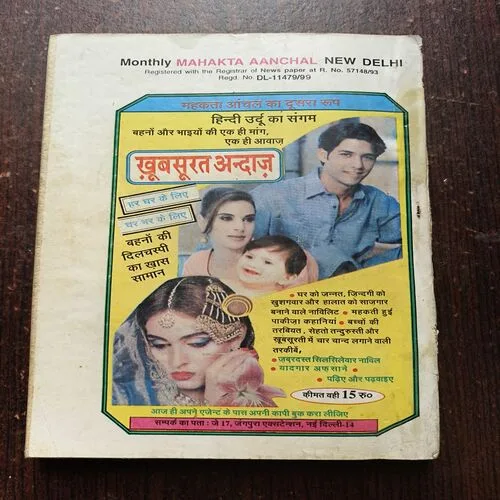 Monthly MAHAKTA AANCHAL NEW DELHI
Registered with the Registrar of News paper at R. No. 57148/93
Regd. No. DL-11479/99
महकता आंचल का दूसरा रूप
हिन्दी उर्दू का संगम
बहनों और भाइयों की एक ही मांग,
एक ही आवाज़
ख़ूबसूरत अन्दाज़
हर घर के लिए
घर भर के लिए
बहनों की
दिलचस्पी
का खास
सामान
• घर को जन्नत, ज़िन्दगी को
खुशगवार और हालात को साजगार
बनाने वाले नाविलिट • महकती हुई
पाकीज़ा कहानियां • बच्चों की
तरबियत, सेहतो तन्दुरुस्ती और
खूबसूरती में चार चान्द लगाने वाली
तरकीबें,
• ज़बरदस्त सिलसिलेवार नाविल
• यादगार अफ़साने •
• पढ़िए और पढ़वाइए
कीमत वही 15 रु०
आज ही अपने एजेन्ट के पास अपनी कापी बुक करा लीजिए
सम्पर्क का पता : जे 17, जंगपुरा एक्सटेन्शन, नई दिल्ली-14